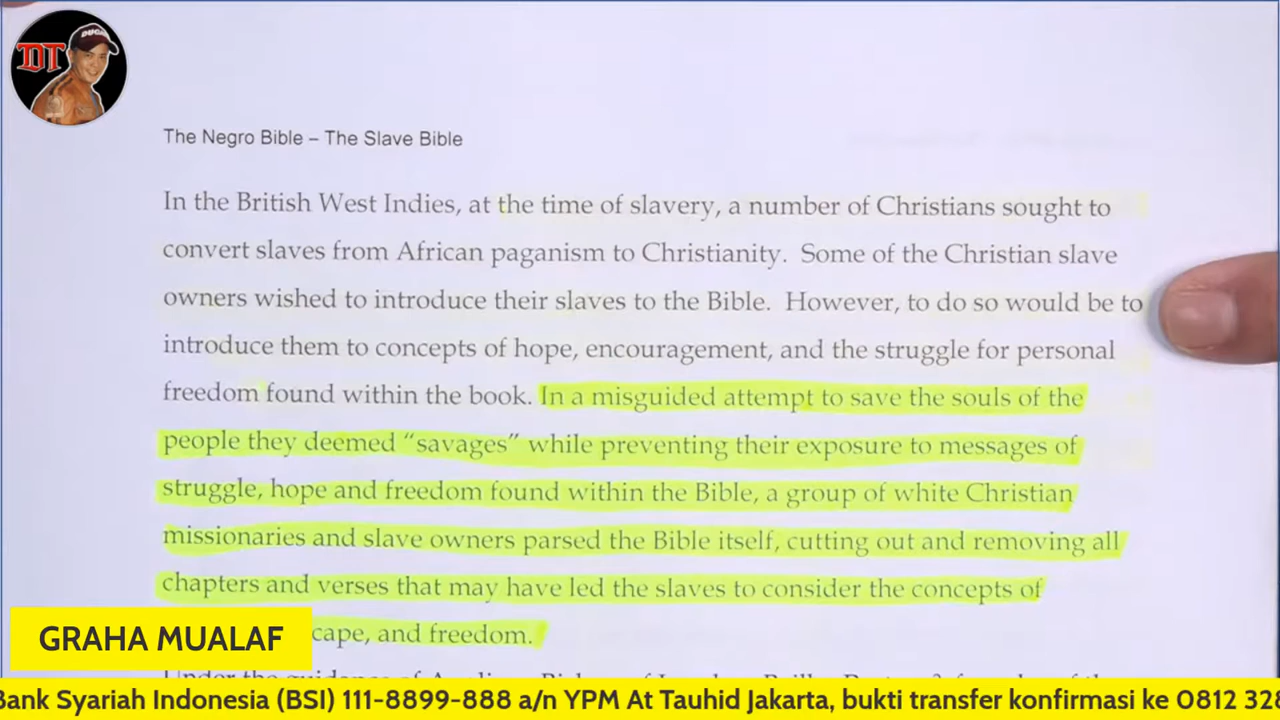 DT
DUCA
The Negro Bible – The Slave Bible
In the British West Indies, at the time of slavery, a number of Christians sought to
convert slaves from African paganism to Christianity. Some of the Christian slave
owners wished to introduce their slaves to the Bible. However, to do so would be to
introduce them to concepts of hope, encouragement, and the struggle for personal
freedom found within the book. In a misguided attempt to save the souls of the
people they deemed “savages” while preventing their exposure to messages of
struggle, hope and freedom found within the Bible, a group of white Christian
missionaries and slave owners parsed the Bible itself, cutting out and removing all
chapters and verses that may have led the slaves to consider the concepts of
cape, and freedom.
GRAHA MUALAF
Bank Syariah Indonesia (BSI) 111-8899-888 a/n YPM At Tauhid Jakarta, bukti transfer konfirmasi ke 0812 328